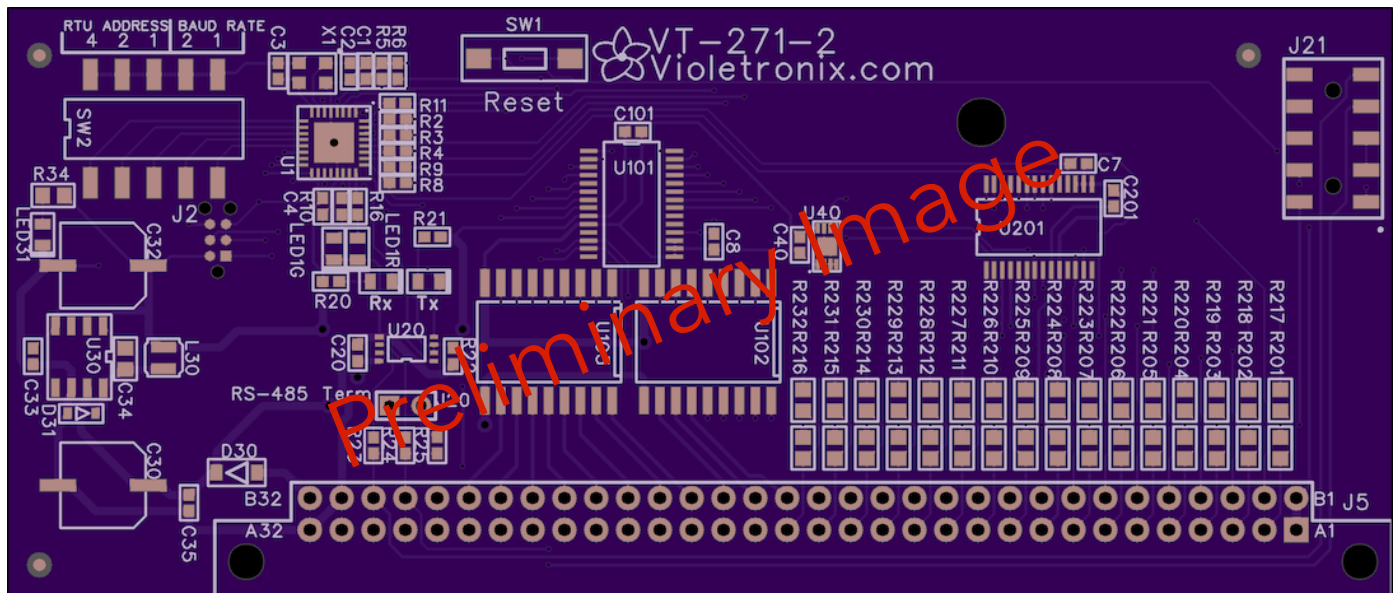 RTU ADDRESS BAUD RATE
4 2 1 2 1
C3
X1
C2
C1
R5
R6
SW1
Reset
VT-271-2
Violetronix.com
J21
SW2
U1
R11
R2
R3
R4
R9
R8
C101
U101
C7
C201
U201
U40
C40
C8
R34
LED31
C32
J2
R10
C4
R16
LED1G
LED1R
R21
R20
Rx
Tx
U103
U102
Preliminary Image
R232 R231 R230 R229 R228 R227 R226 R225 R224 R223 R222 R221 R220 R219 R218 R217
R216 R215 R214 R213 R212 R211 R210 R209 R208 R207 R206 R205 R204 R203 R202 R201
U30
C33
C34
L30
D31
C20
U20
RS-485 Term
J20
R23
R24
R25
C30
D30
C35
B32
B1
J5
A32
A1